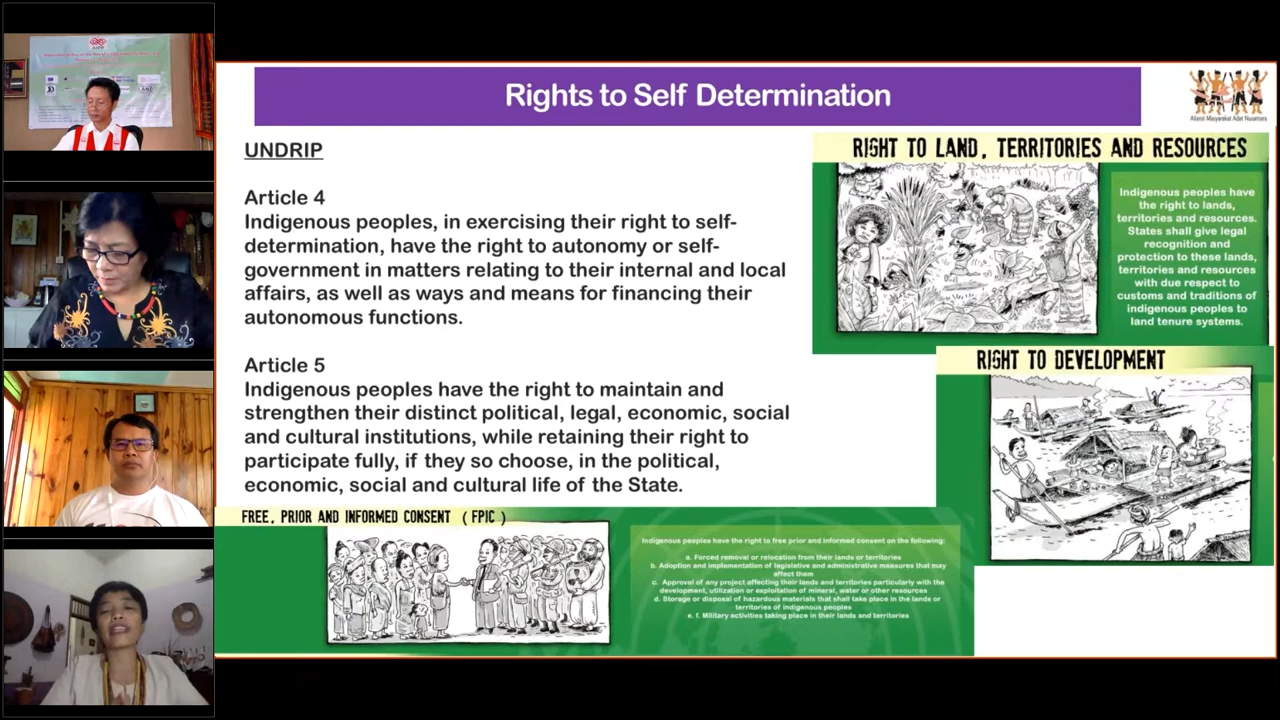 AIPP
Rights to Self Determination
Aliansi Masyarakat Adat Nusantara
UNDRIP
Article 4
Indigenous peoples, in exercising their right to self-
determination, have the right to autonomy or self-
government in matters relating to their internal and local
affairs, as well as ways and means for financing their
autonomous functions.
Article 5
Indigenous peoples have the right to maintain and
strengthen their distinct political, legal, economic, social
and cultural institutions, while retaining their right to
participate fully, if they so choose, in the political,
economic, social and cultural life of the State.
RIGHT TO LAND, TERRITORIES AND RESOURCES
Indigenous peoples have
the right to lands,
territories and resources.
States shall give legal
recognition and
protection to these lands,
territories and resources
with due respect to
customs and traditions of
indigenous peoples to
land tenure systems.
RIGHT TO DEVELOPMENT
FREE, PRIOR AND INFORMED CONSENT ( FPIC )
Indigenous peoples have the right to free prior and informed consent on the following:
a. Forced removal or relocation from their lands or territories
b. Adoption and implementation of legislative and administrative measures that may
affect them
c. Approval of any project affecting their lands and territories particularly with the
development, utilization or exploitation of mineral, water or other resources
d. Storage or disposal of hazardous materials that shall take place in the lands or
territories of indigenous peoples
e. f. Military activities taking place in their lands and territories